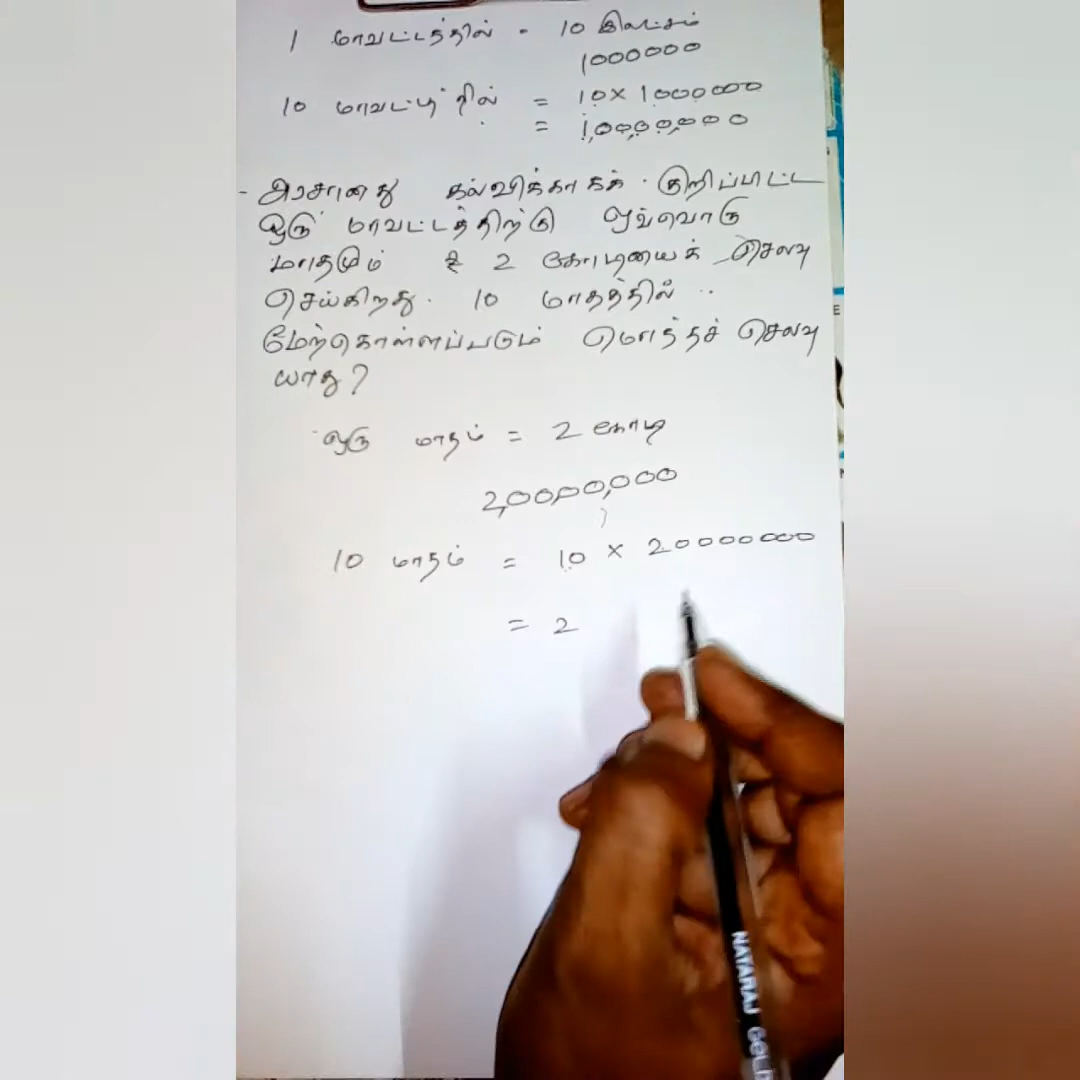 1 மாவட்டத்தில் = 10 இலட்சம்
1000000
10 மாவட்டத்தில் = 10 × 1000000
= 1,00,00,000
- அரசானது கல்விக்காகக் குறிப்பிட்ட
ஒரு மாவட்டத்திற்கு ஒவ்வொரு
மாதமும் ₹ 2 கோடியைக் செலவு
செய்கிறது. 10 மாதத்தில்
மேற்கொள்ளப்படும் மொத்தச் செலவு
யாது?
ஒரு மாதம் = 2 கோடி
2,00,00,000
10 மாதம் = 10 × 20000000
= 2
NATARAJ GOLD